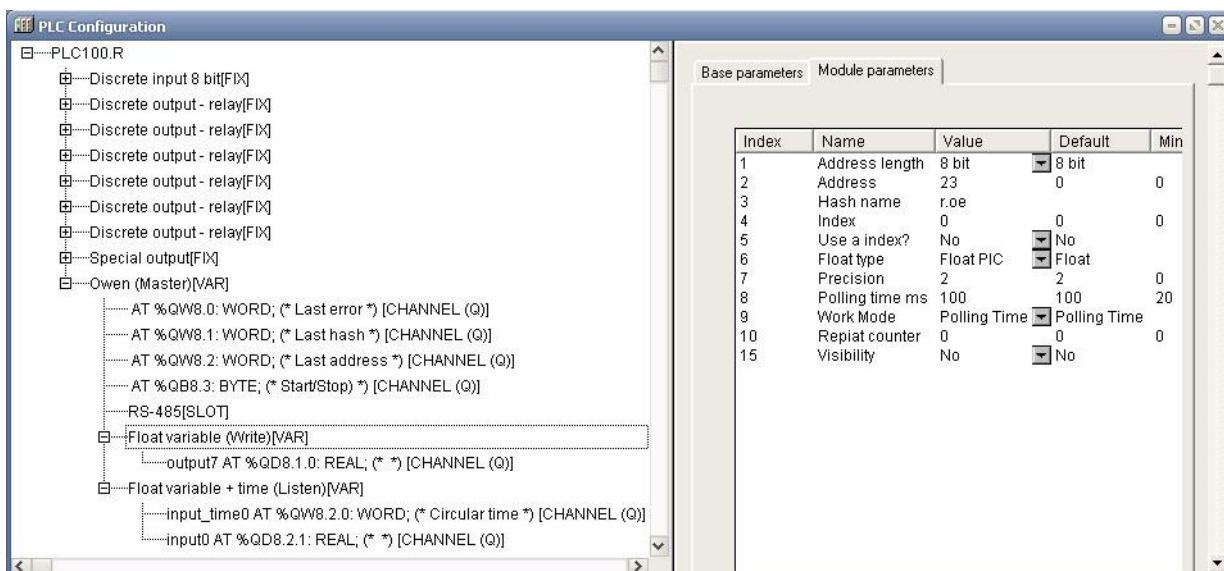 PLC Configuration
PLC100.R
Discrete input 8 bit[FIX]
Discrete output - relay[FIX]
Discrete output - relay[FIX]
Discrete output - relay[FIX]
Discrete output - relay[FIX]
Discrete output - relay[FIX]
Discrete output - relay[FIX]
Special output[FIX]
Owen (Master)[VAR]
AT %QW8.0: WORD; (* Last error *) [CHANNEL (Q)]
AT %QW8.1: WORD; (* Last hash *) [CHANNEL (Q)]
AT %QW8.2: WORD; (* Last address *) [CHANNEL (Q)]
AT %QB8.3: BYTE; (* Start/Stop) *) [CHANNEL (Q)]
RS-485[SLOT]
Float variable (Write)[VAR]
output7 AT %QD8.1.0: REAL; (* *) [CHANNEL (Q)]
Float variable + time (Listen)[VAR]
input_time0 AT %QW8.2.0: WORD; (* Circular time *) [CHANNEL (Q)]
input0 AT %QD8.2.1: REAL; (* *) [CHANNEL (Q)]
Base parameters Module parameters
Index Name Value Default Min
1 Address length 8 bit 8 bit
2 Address 23 0 0
3 Hash name r.oe
4 Index 0 0 0
5 Use a index? No No
6 Float type Float PIC Float
7 Precision 2 2 0
8 Polling time ms 100 100 20
9 Work Mode Polling Time Polling Time
10 Repiat counter 0 0 0
15 Visibility No No